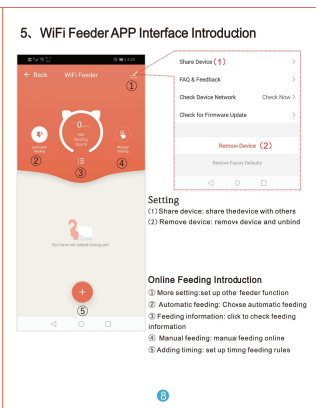 5、WiFi Feeder APP Interface Introduction
← Back WiFi Feeder
①
Automatic feeding
②
③
Manual feeding
④
You have not added timing yet!
+
⑤
Share Device (1) >
FAQ & Feedback >
Check Device Network Check Now >
Check for Firmware Update >
Remove Device (2)
Restore Factory Defaults
Setting
(1) Share device: share thedevice with others
(2) Remove device: remove device and unbind
Online Feeding Introduction
① More setting:set up other feeder function
② Automatic feeding: Choese automatic feeding
③ Feeding information: click to check feeding
information
④ Manual feeding: manual feeding online
⑤ Adding timing: set up timing feeding rules
8